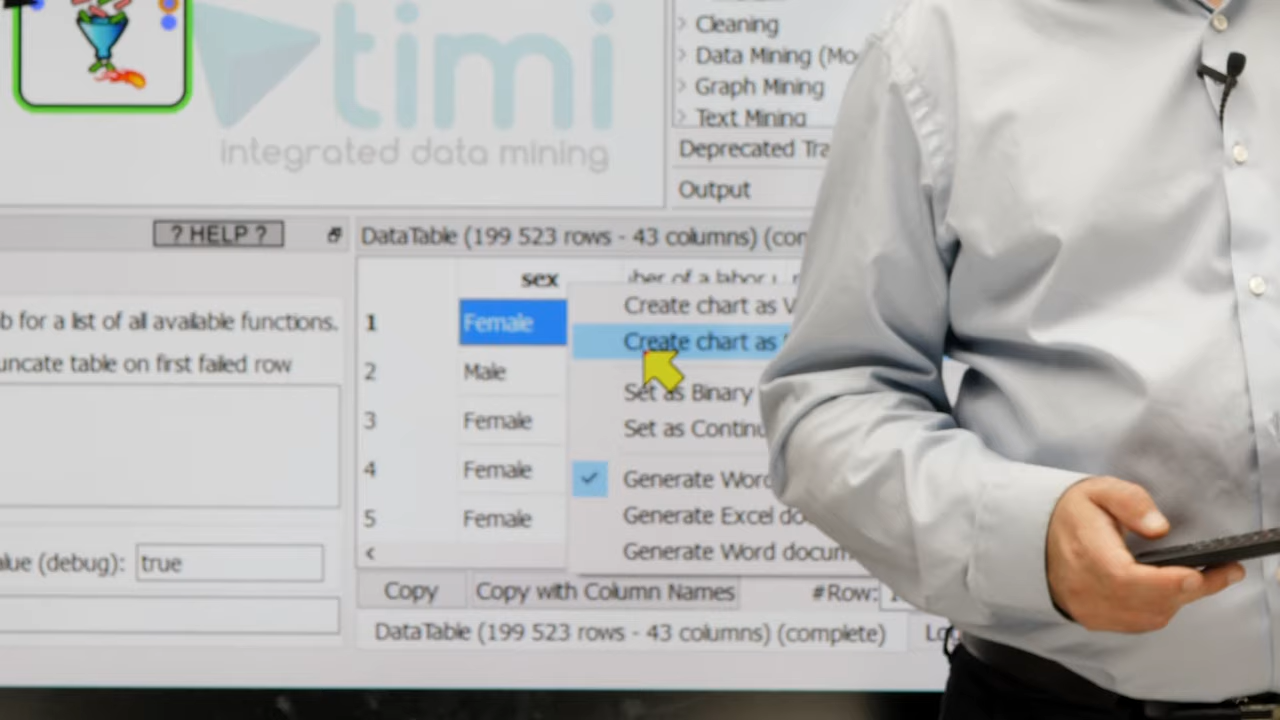 timi
integrated data mining
Cleaning
Data Mining (Mo
Graph Mining
Text Mining
Deprecated Tra
Output
? HELP ?
DataTable (199 523 rows - 43 columns) (con
sex
ber of a labor
b for a list of all available functions.
uncate table on first failed row
alue (debug): true
1 Female
2 Male
3 Female
4 Female
5 Female
Create chart as V
Create chart as
Set as Binary
Set as Continu
Generate Word
Generate Excel do
Generate Word docum
Copy
Copy with Column Names
#Row:
DataTable (199 523 rows - 43 columns) (complete)